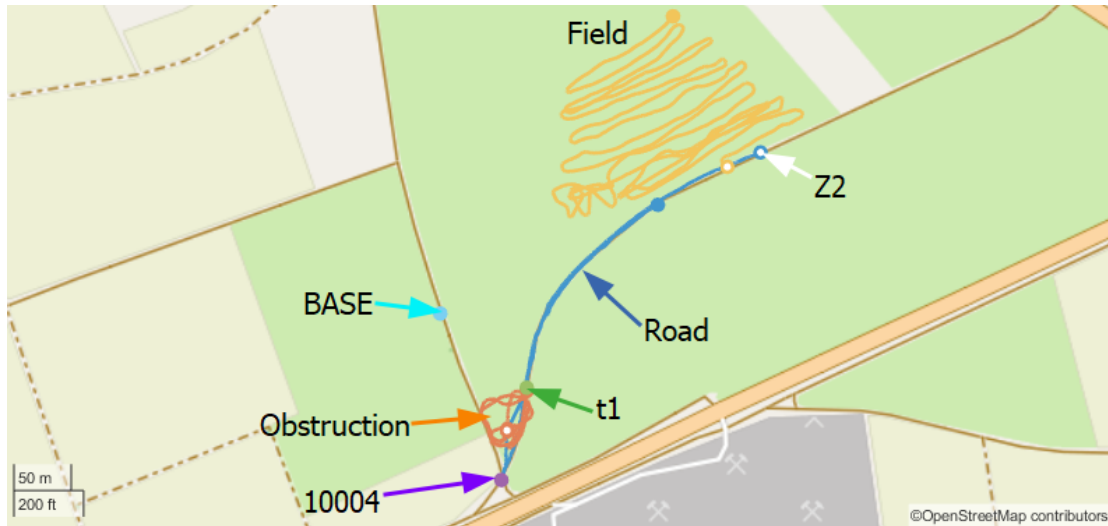 Field
Z2
BASE
Road
Obstruction
t1
10004
50 m
200 ft
©OpenStreetMap contributors